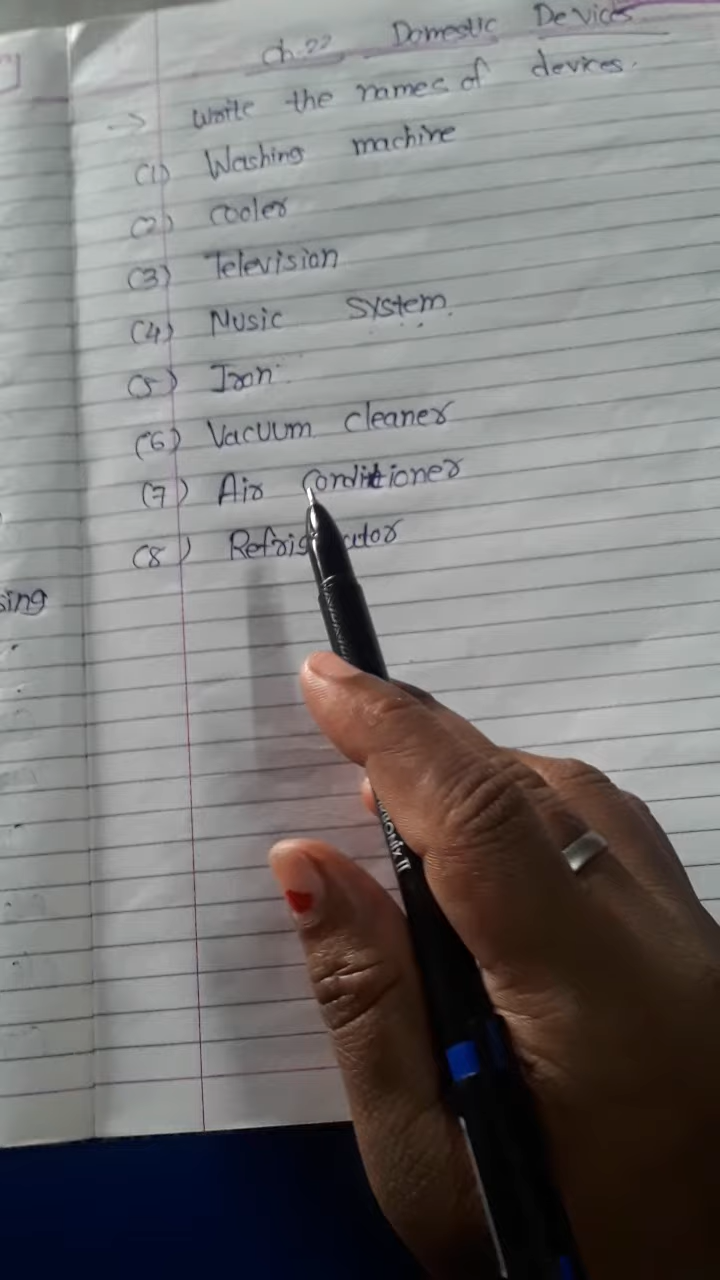 Ch.22 Domestic Devices
→ Write the names of devices.
(1) Washing machine
(2) Cooler
(3) Television
(4) Music System.
(5) Iron
(6) Vacuum cleaner
(7) Air Conditioner
(8)
sing